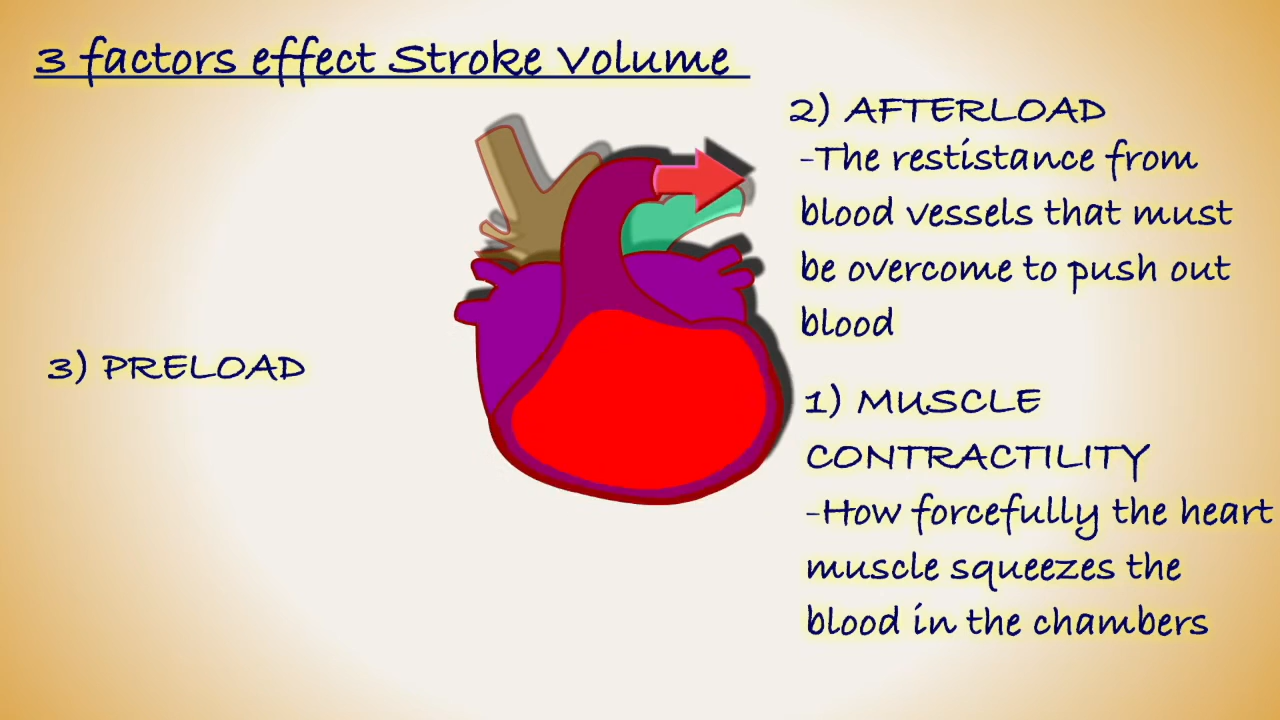 3 factors effect Stroke Volume
2) AFTERLOAD
-The restistance from
blood vessels that must
be overcome to push out
blood
3) PRELOAD
1) MUSCLE
CONTRACTILITY
-How forcefully the heart
muscle squeezes the
blood in the chambers